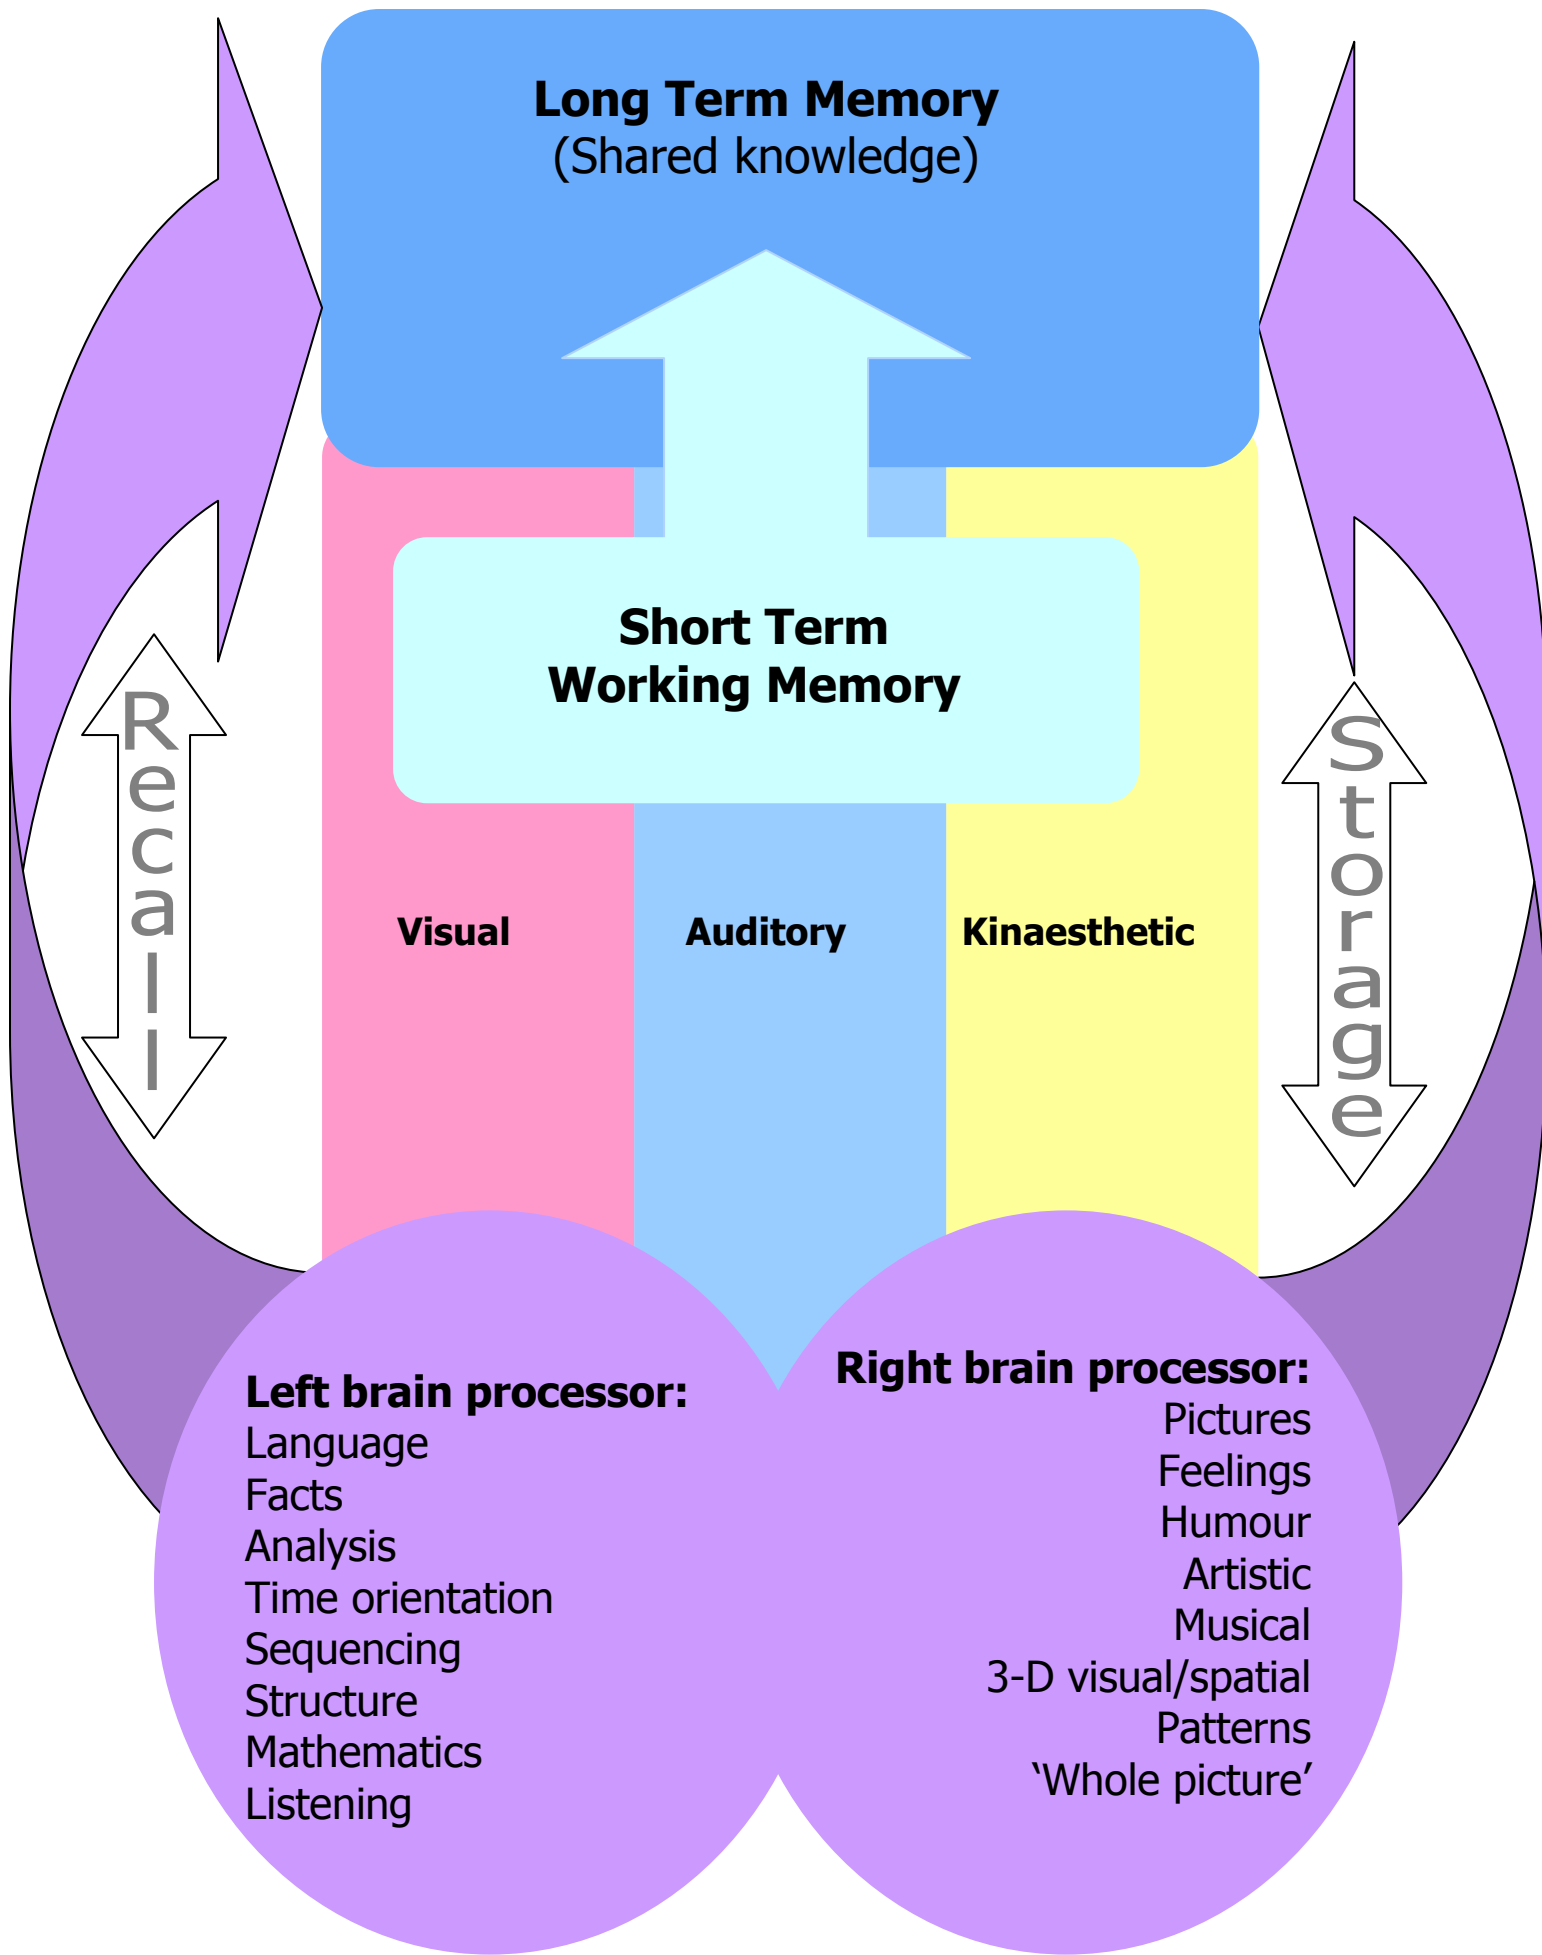 Long Term Memory
(Shared knowledge)
Short Term
Working Memory
Recall
Storage
Visual
Auditory
Kinaesthetic
Left brain processor:
Language
Facts
Analysis
Time orientation
Sequencing
Structure
Mathematics
Listening
Right brain processor:
Pictures
Feelings
Humour
Artistic
Musical
3-D visual/spatial
Patterns
‘Whole picture’